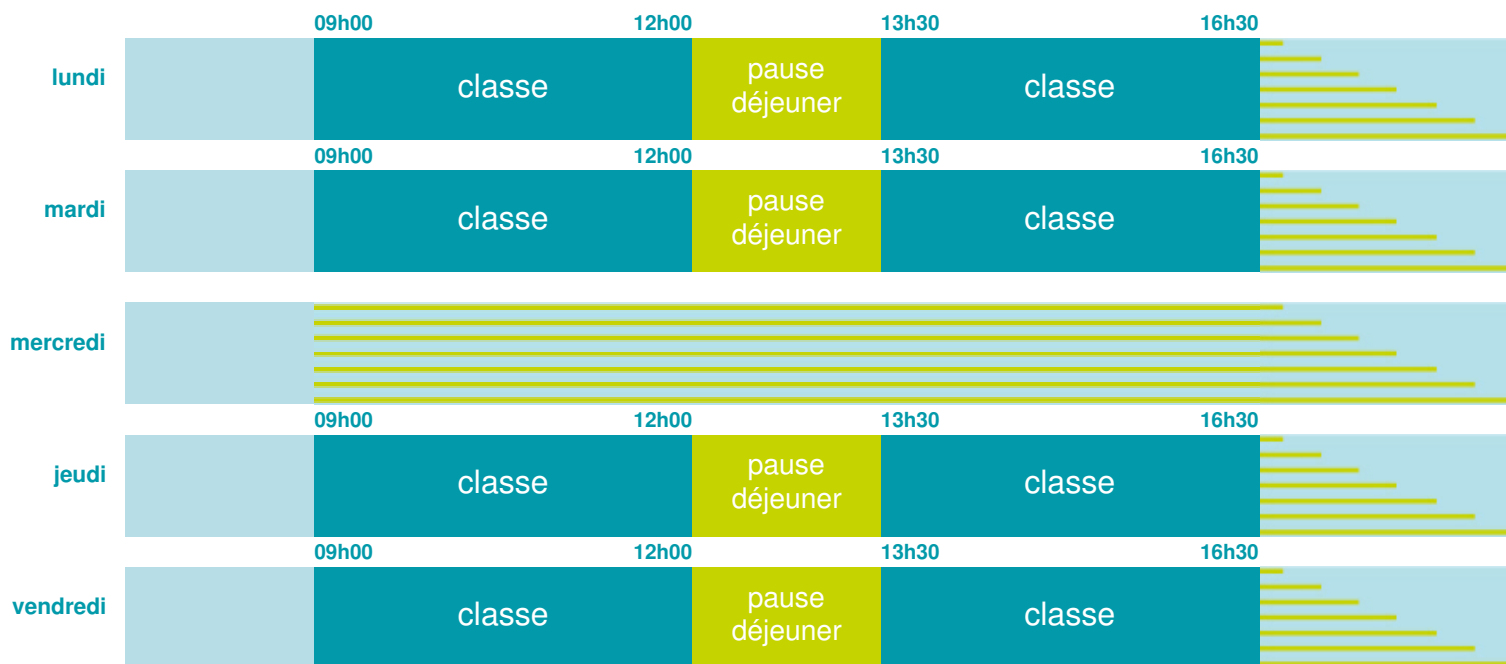 09h00 12h00 13h30 16h30
lundi classe pause déjeuner classe
09h00 12h00 13h30 16h30
mardi classe pause déjeuner classe
mercredi
09h00 12h00 13h30 16h30
jeudi classe pause déjeuner classe
09h00 12h00 13h30 16h30
vendredi classe pause déjeuner classe